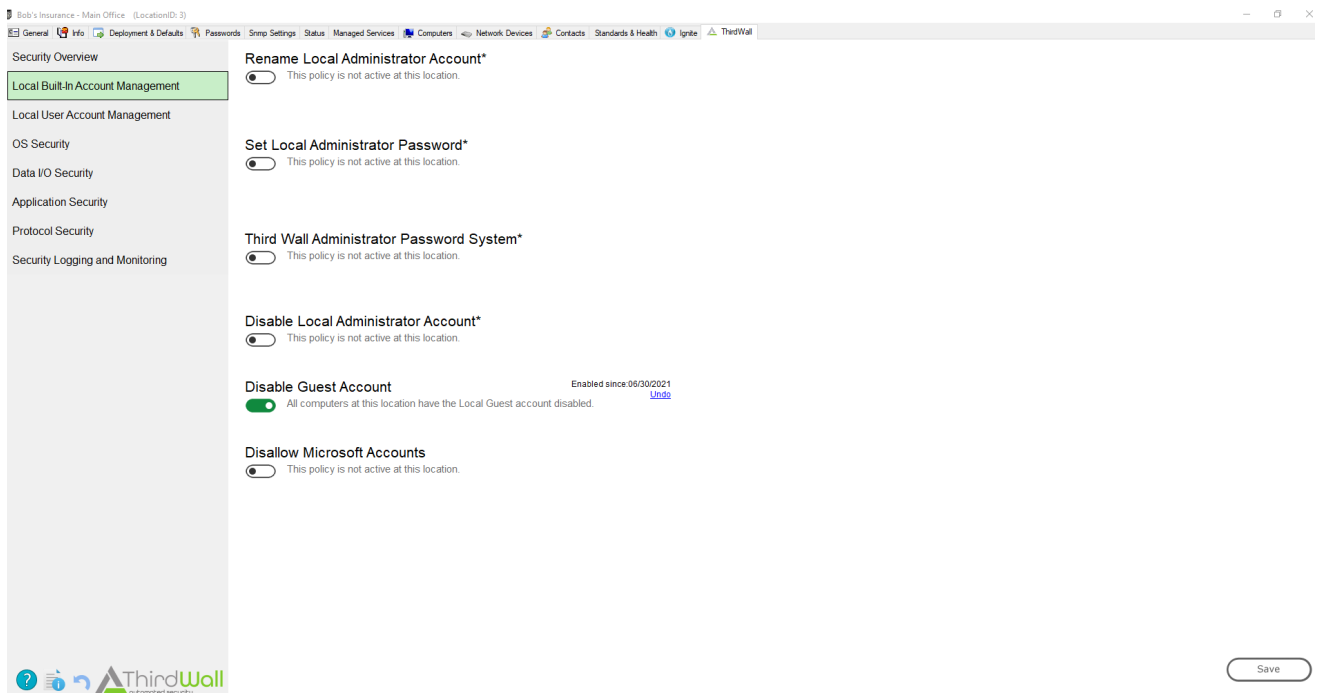 Bob's Insurance - Main Office (LocationID: 3)
General Info Deployment & Defaults Passwords Snmp Settings Status Managed Services Computers Network Devices Contacts Standards & Health Ignite ThirdWall
Security Overview
Local Built-In Account Management
Local User Account Management
OS Security
Data I/O Security
Application Security
Protocol Security
Security Logging and Monitoring
Rename Local Administrator Account*
This policy is not active at this location.
Set Local Administrator Password*
This policy is not active at this location.
Third Wall Administrator Password System*
This policy is not active at this location.
Disable Local Administrator Account*
This policy is not active at this location.
Disable Guest Account
Enabled since:06/30/2021
Undo
All computers at this location have the Local Guest account disabled.
Disallow Microsoft Accounts
This policy is not active at this location.
?
ThirdWall
automated security
Save